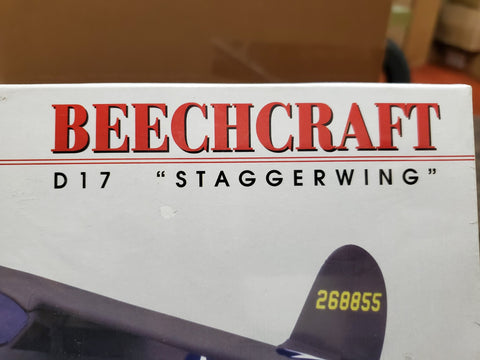 BEECHCRAFT
D17 “STAGGERWING”
268855